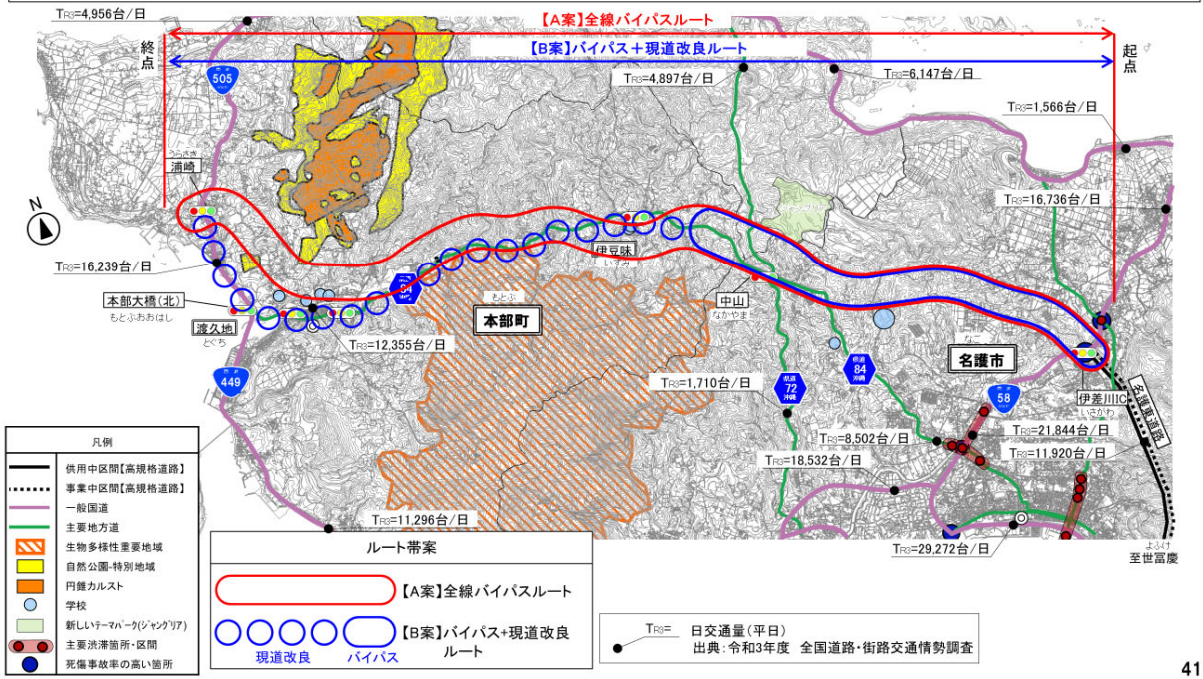 TR3=4,956台/日
【A案】全線バイパスルート
【B案】バイパス+現道改良ルート
終点
起点
505
TR3=4,897台/日
TR3=6,147台/日
TR3=1,566台/日
うらさき
浦崎
N
TR3=16,736台/日
TR3=16,239台/日
伊豆味
いずみ
84
本部大橋(北)
もとぶおおはし
渡久地
とぐち
もとぶ
本部町
中山
なかやま
TR3=12,355台/日
449
なご
名護市
県道
72
沖縄
県道
84
沖縄
58
伊差川IC
いさがわ
名護東道路
TR3=1,710台/日
TR3=21,844台/日
TR3=8,502台/日
TR3=11,920台/日
TR3=18,532台/日
TR3=11,296台/日
TR3=29,272台/日
よふけ
至世冨慶
凡例
供用中区間【高規格道路】
事業中区間【高規格道路】
一般国道
主要地方道
生物多様性重要地域
自然公園-特別地域
円錐カルスト
学校
新しいテーマパーク(ジャングリア)
主要渋滞箇所・区間
死傷事故率の高い箇所
ルート帯案
【A案】全線バイパスルート
【B案】バイパス+現道改良
ルート
現道改良
バイパス
TR3= 日交通量(平日)
出典:令和3年度 全国道路・街路交通情勢調査
41